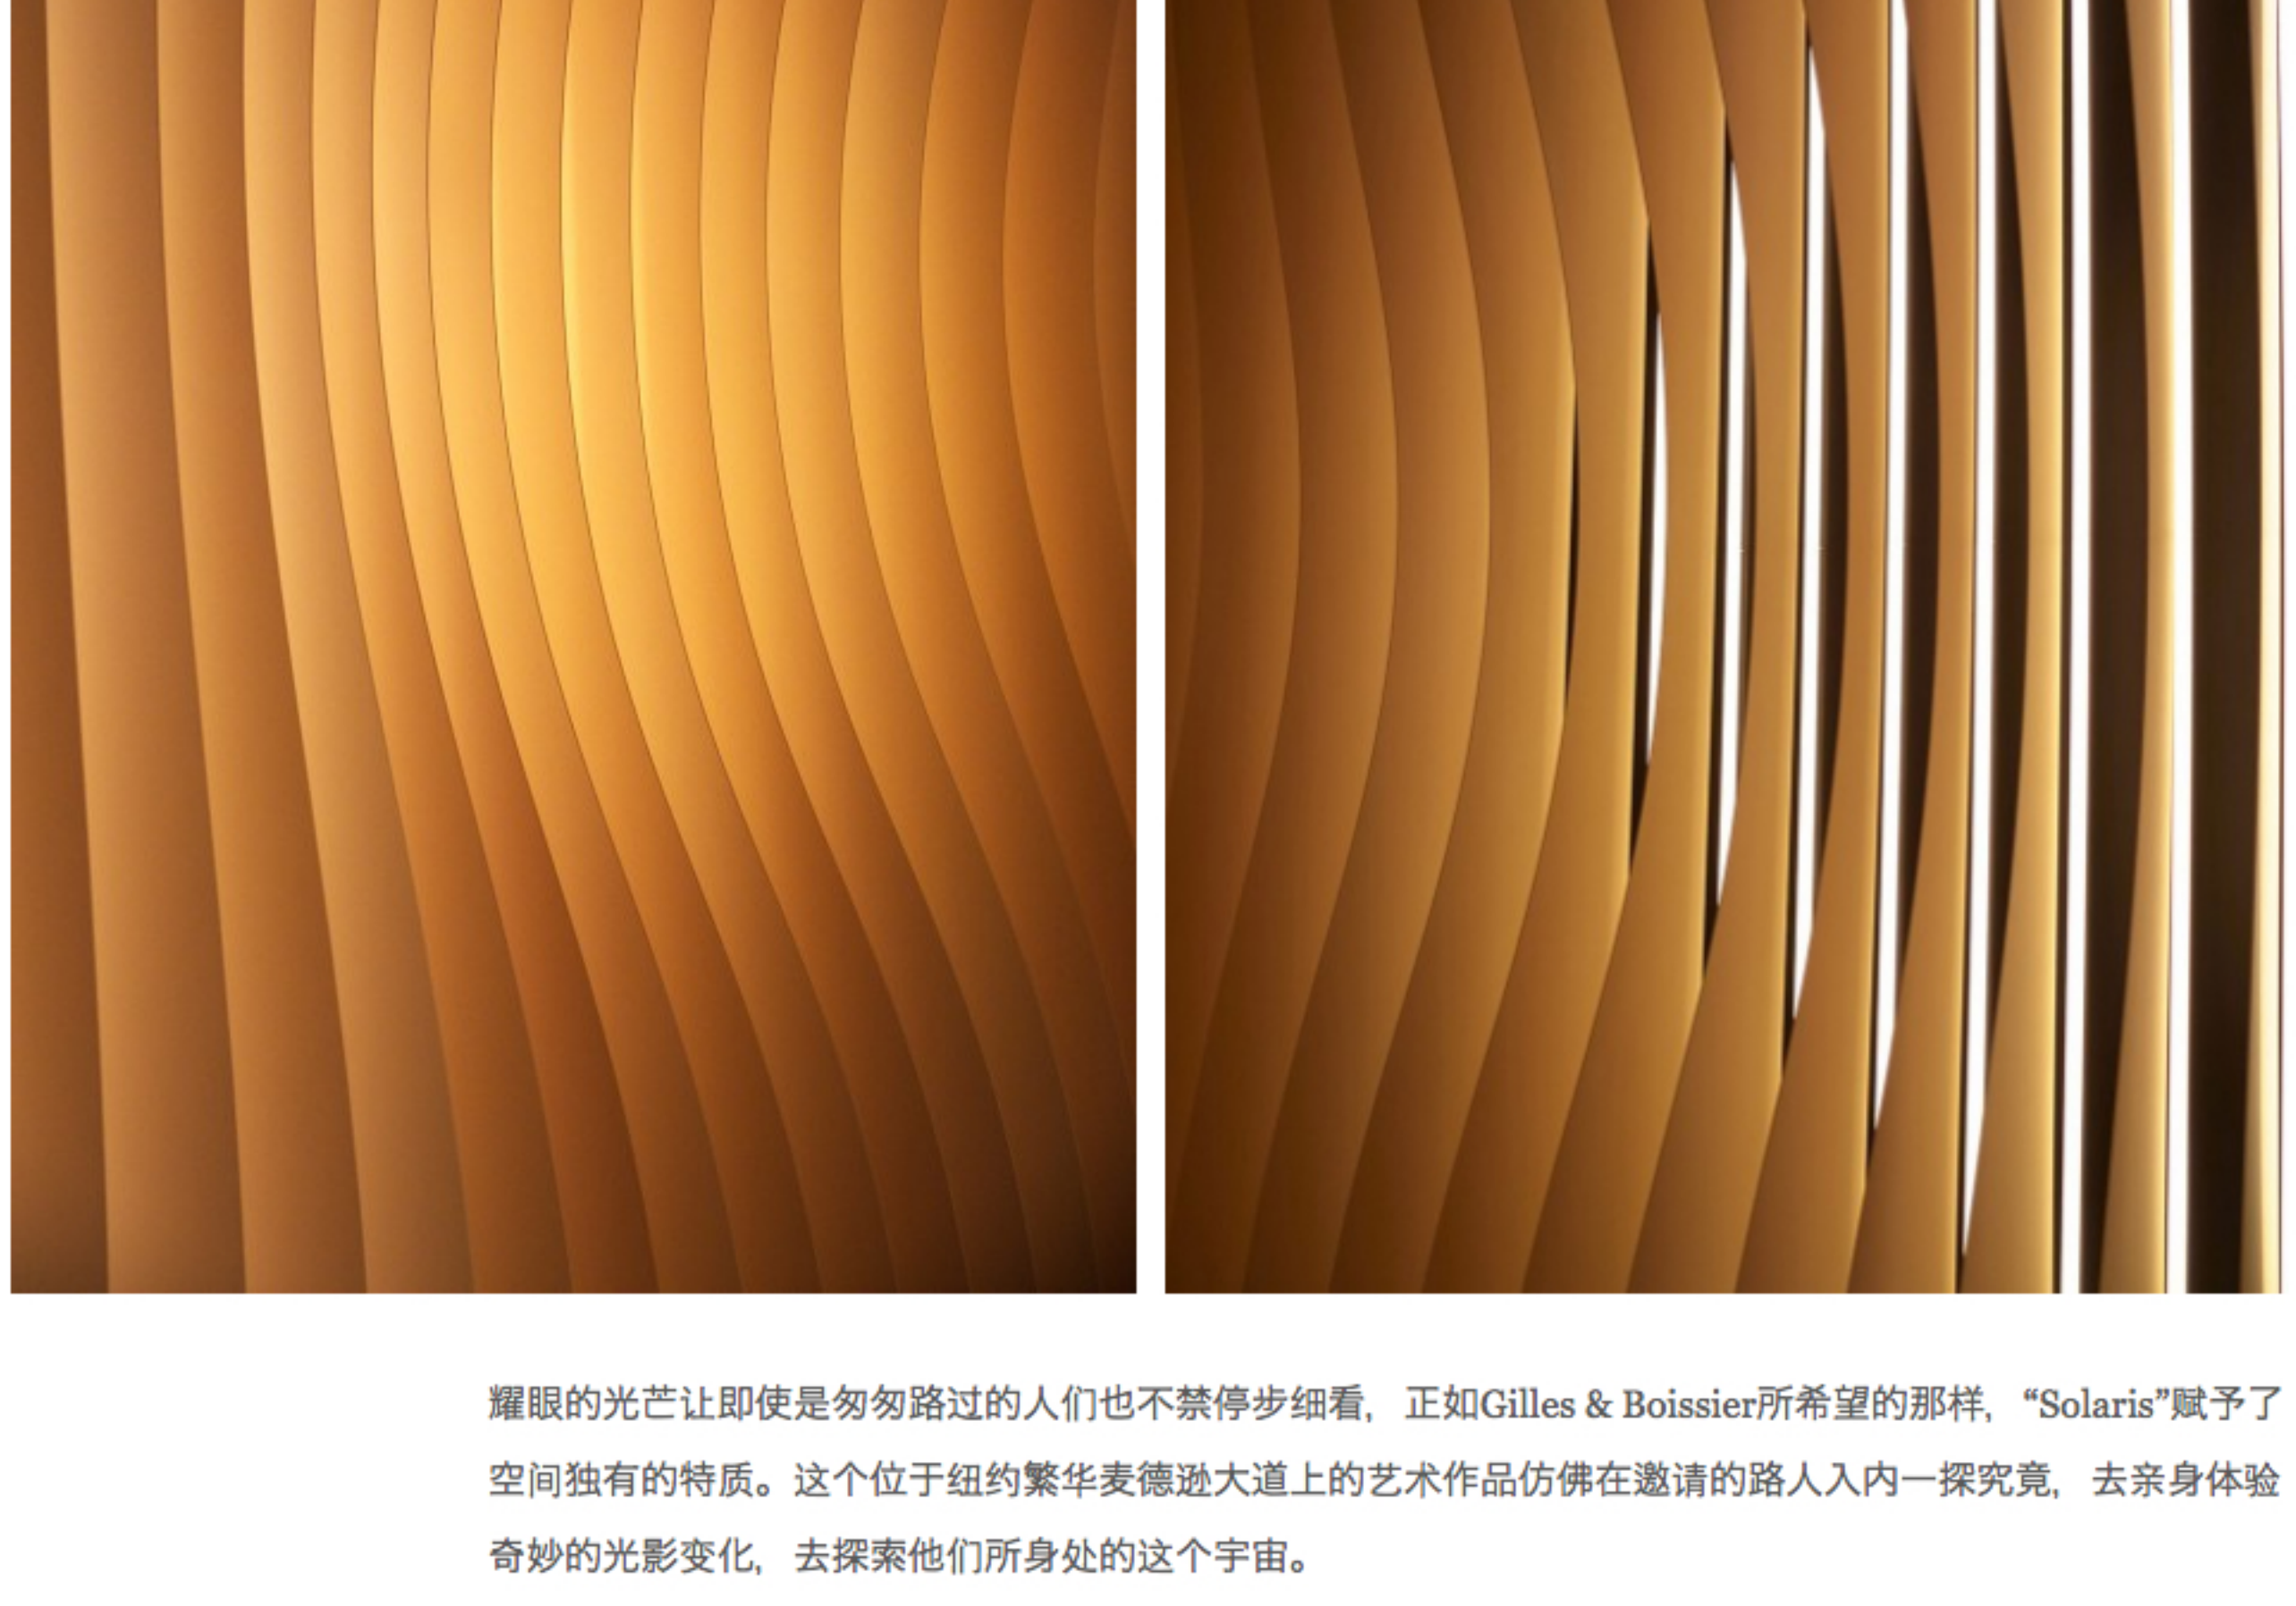 耀眼的光芒让即使是匆匆路过的人们也不禁停步细看，正如Gilles & Boissier所希望的那样，“Solaris”赋予了
空间独有的特质。这个位于纽约繁华麦德逊大道上的艺术作品仿佛在邀请的路人入内一探究竟，去亲身体验
奇妙的光影变化，去探索他们所身处的这个宇宙。